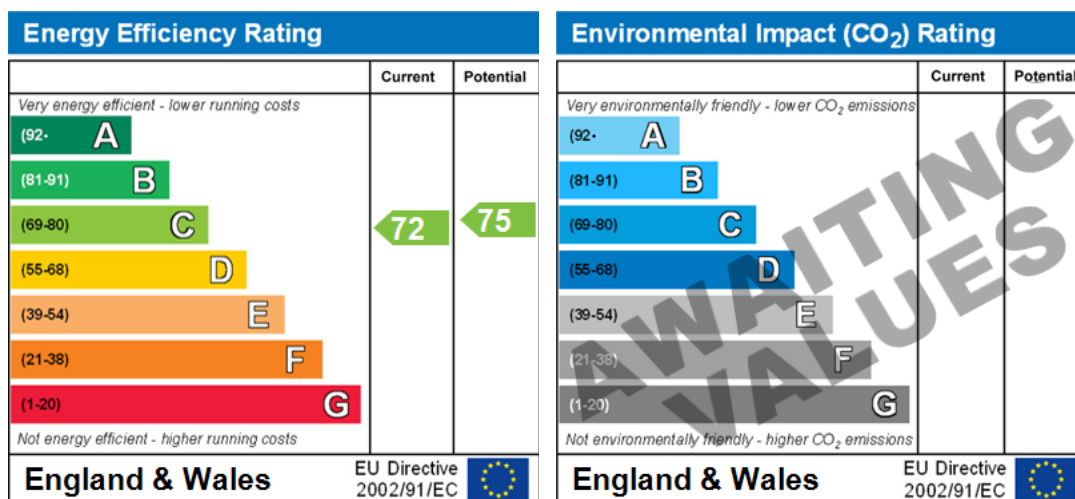 Energy Efficiency Rating
Current Potential
Very energy efficient - lower running costs
(92+ A
(81-91) B
(69-80) C
72 75
(55-68) D
(39-54) E
(21-38) F
(1-20) G
Not energy efficient - higher running costs
England & Wales
EU Directive
2002/91/EC
Environmental Impact (CO₂) Rating
Current Potential
Very environmentally friendly - lower CO₂ emissions
(92+ A
(81-91) B
(69-80) C
(55-68) D
(39-54) E
(21-38) F
(1-20) G
AWAITING
VALUES
Not environmentally friendly - higher CO₂ emissions
England & Wales
EU Directive
2002/91/EC